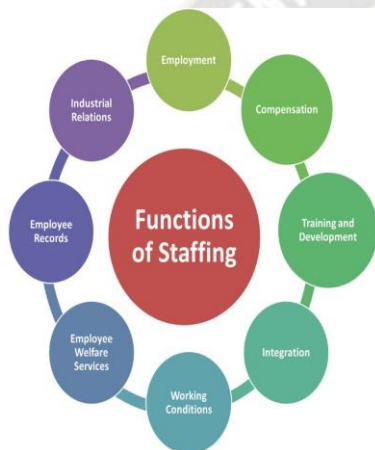 Employment
Compensation
Training and
Development
Integration
Working
Conditions
Employee
Welfare
Services
Employee
Records
Industrial
Relations
Functions
of Staffing